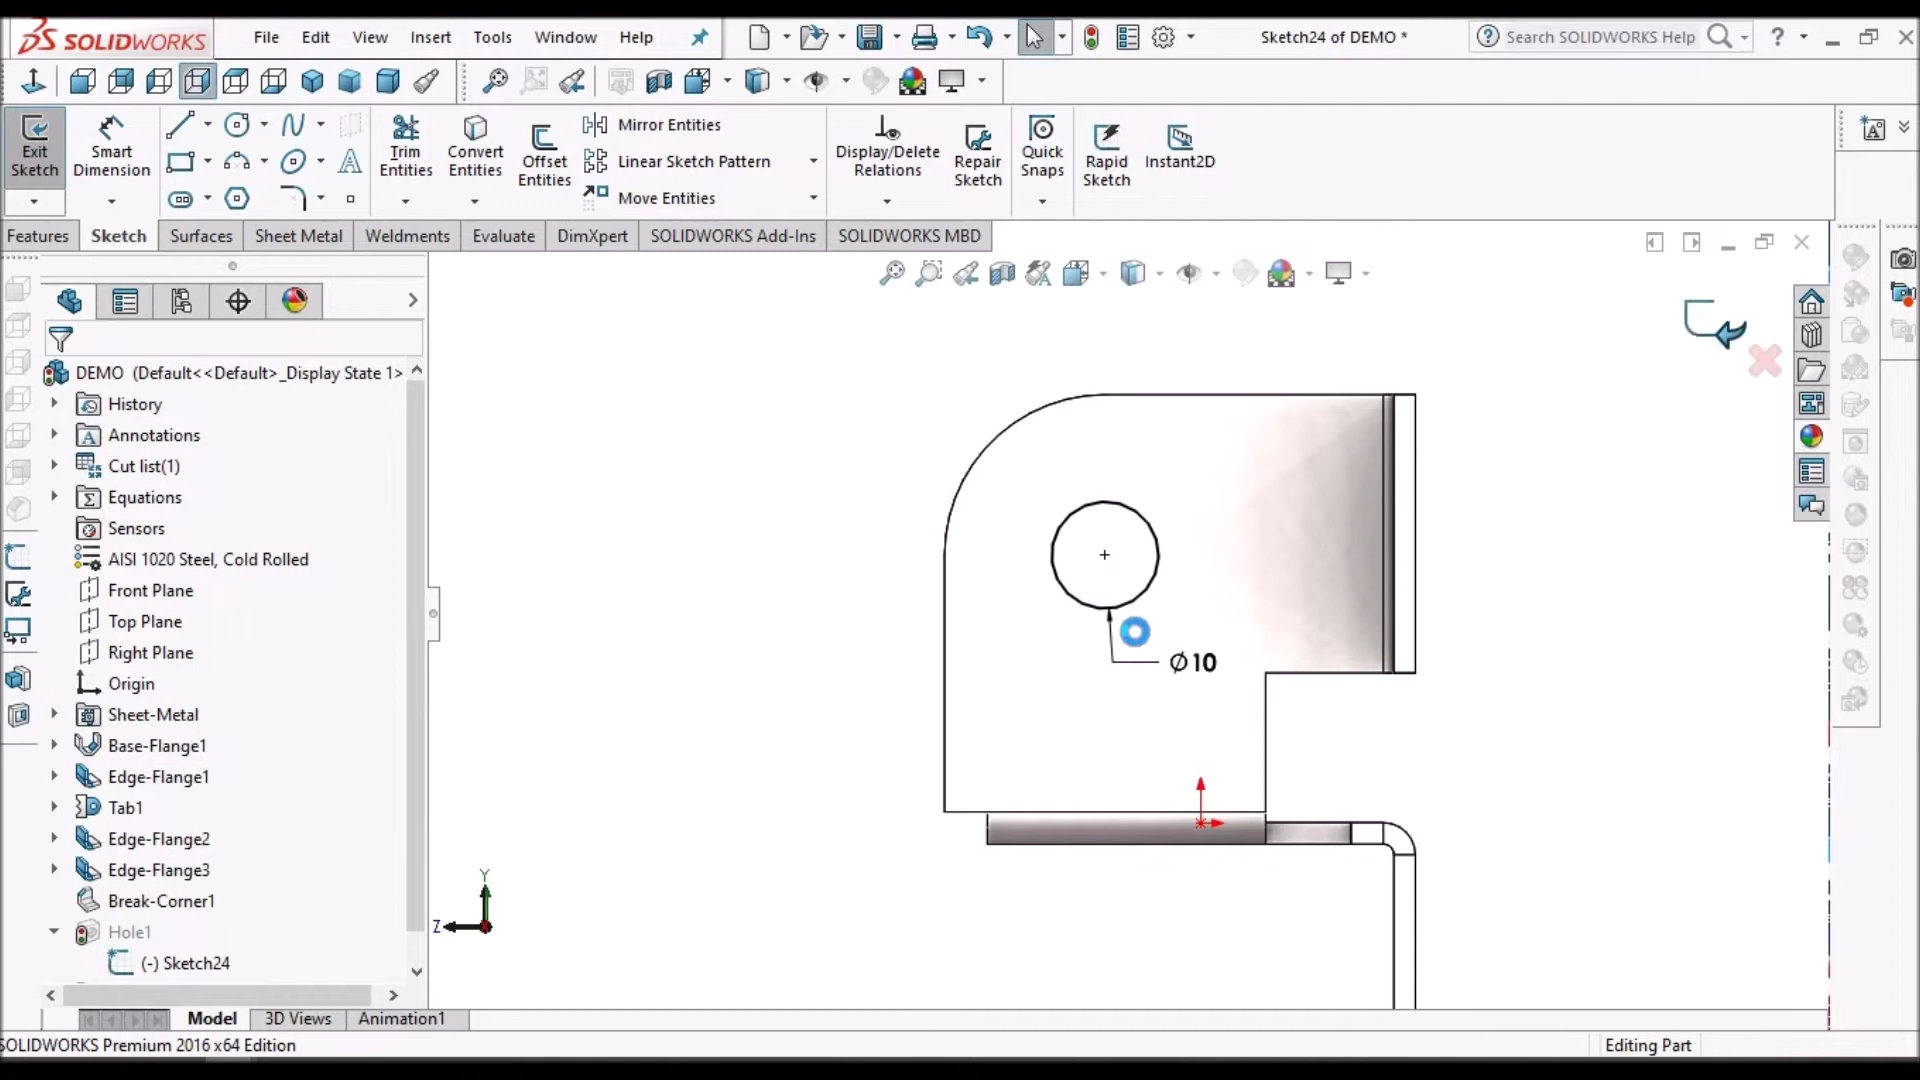 SOLIDWORKS
File Edit View Insert Tools Window Help
Sketch24 of DEMO *
Search SOLIDWORKS Help
Exit Sketch
Smart Dimension
Trim Entities
Convert Entities
Offset Entities
Mirror Entities
Linear Sketch Pattern
Move Entities
Display/Delete Relations
Repair Sketch
Quick Snaps
Rapid Sketch
Instant2D
Features Sketch Surfaces Sheet Metal Weldments Evaluate DimXpert SOLIDWORKS Add-Ins SOLIDWORKS MBD
DEMO (Default<<Default>_Display State 1>
History
Annotations
Cut list(1)
Equations
Sensors
AISI 1020 Steel, Cold Rolled
Front Plane
Top Plane
Right Plane
Origin
Sheet-Metal
Base-Flange1
Edge-Flange1
Tab1
Edge-Flange2
Edge-Flange3
Break-Corner1
Hole1
(-) Sketch24
Ø10
Y
Z
Model 3D Views Animation1
SOLIDWORKS Premium 2016 x64 Edition
Editing Part